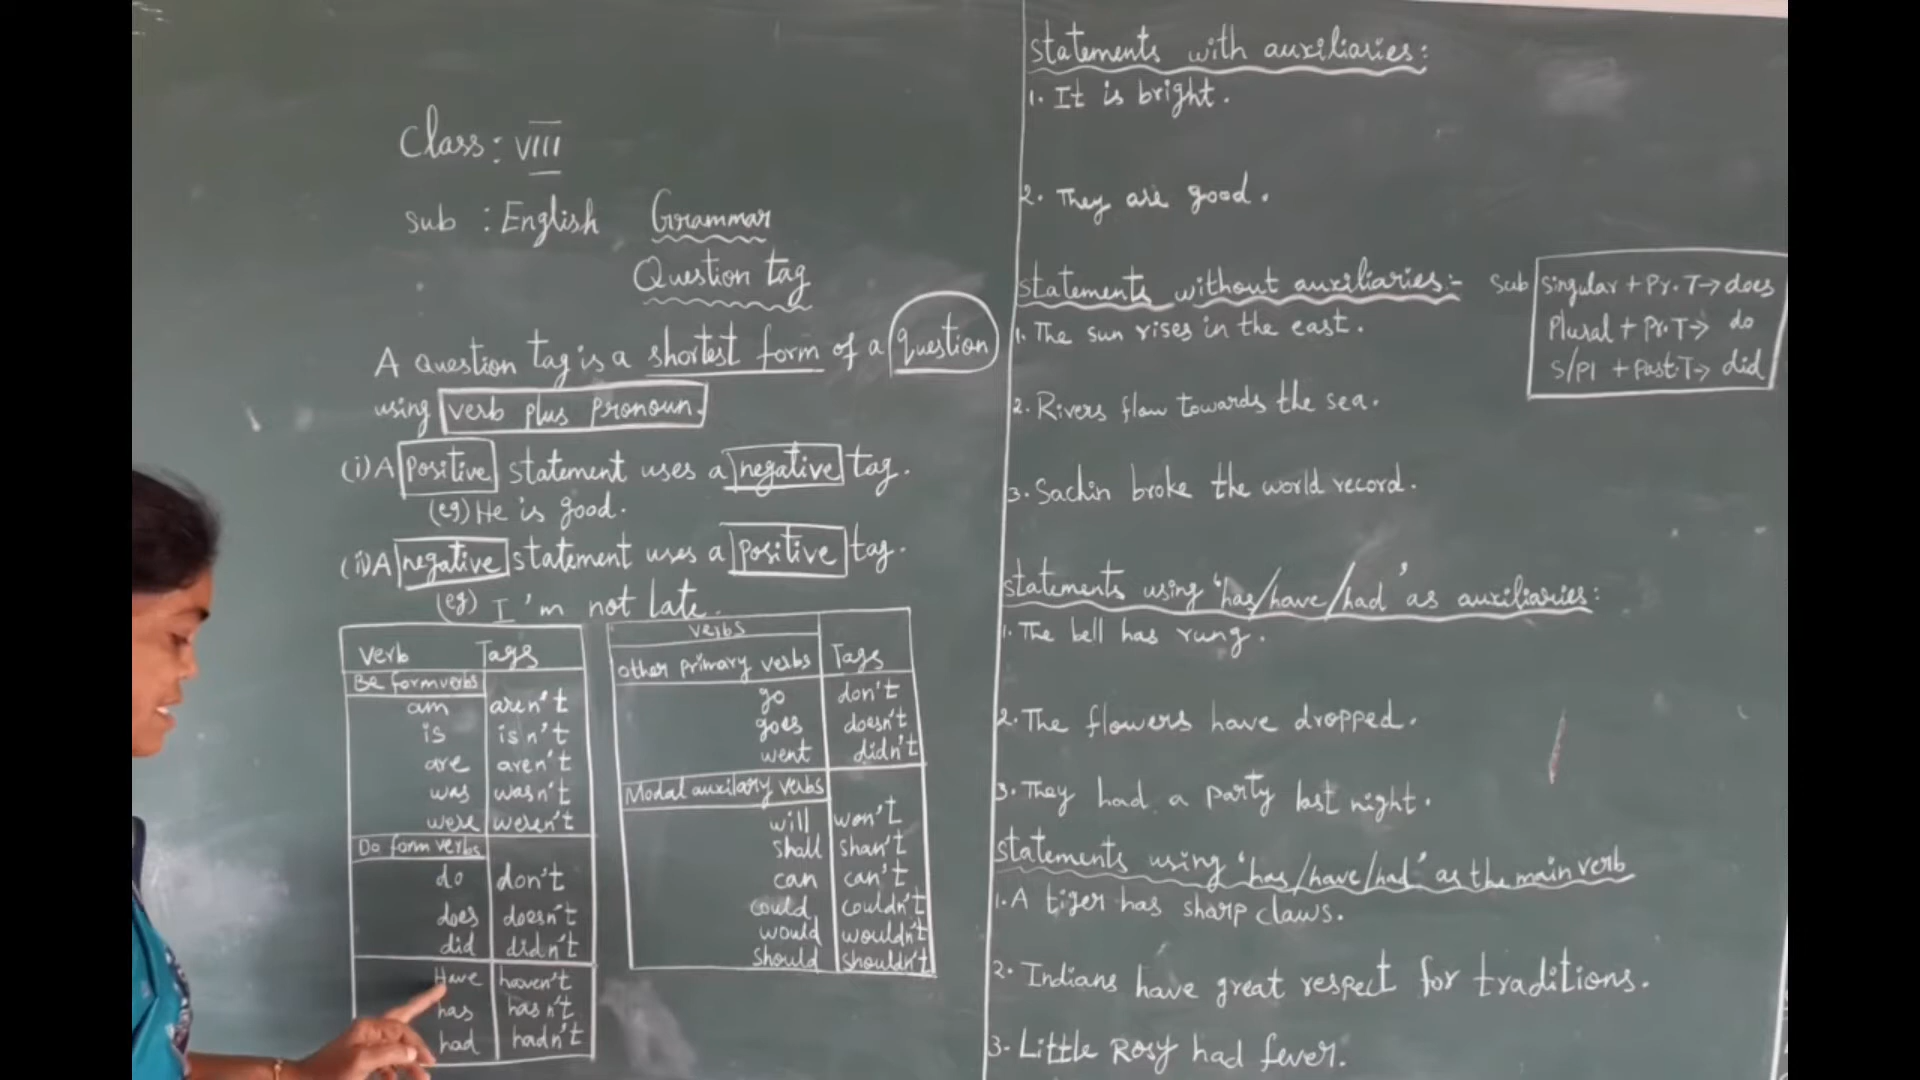 Class: VIII
Sub : English Grammar
Question tag
A Question tag is a shortest form of a question
using verb plus pronoun.
(i) A Positive statement uses a negative tag.
(eg) He is good.
(ii) A negative statement uses a positive tag.
(eg) I'm not late.
Verb Tags
Be form verbs
am aren't
is isn't
are aren't
was wasn't
were weren't
Do form verbs
do don't
does doesn't
did didn't
Have haven't
has hasn't
had hadn't
Verbs
Other primary verbs Tags
go don't
goes doesn't
went didn't
Modal auxilary verbs
will won't
shall shan't
can can't
could couldn't
would wouldn't
should shouldn't
Statements with auxiliaries:
1. It is bright.
2. They are good.
Statements without auxiliaries:-
1. The sun rises in the east.
2. Rivers flow towards the sea.
3. Sachin broke the world record.
Sub Singular + Pr.T→ does
Plural + Pr.T→ do
S/Pl + Past.T→ did
Statements using 'has/have/had' as auxiliaries:
1. The bell has rung.
2. The flowers have dropped.
3. They had a party last night.
Statements using 'has/have/had' as the main verb
1. A tiger has sharp claws.
2. Indians have great respect for traditions.
3. Little Rosy had fever.